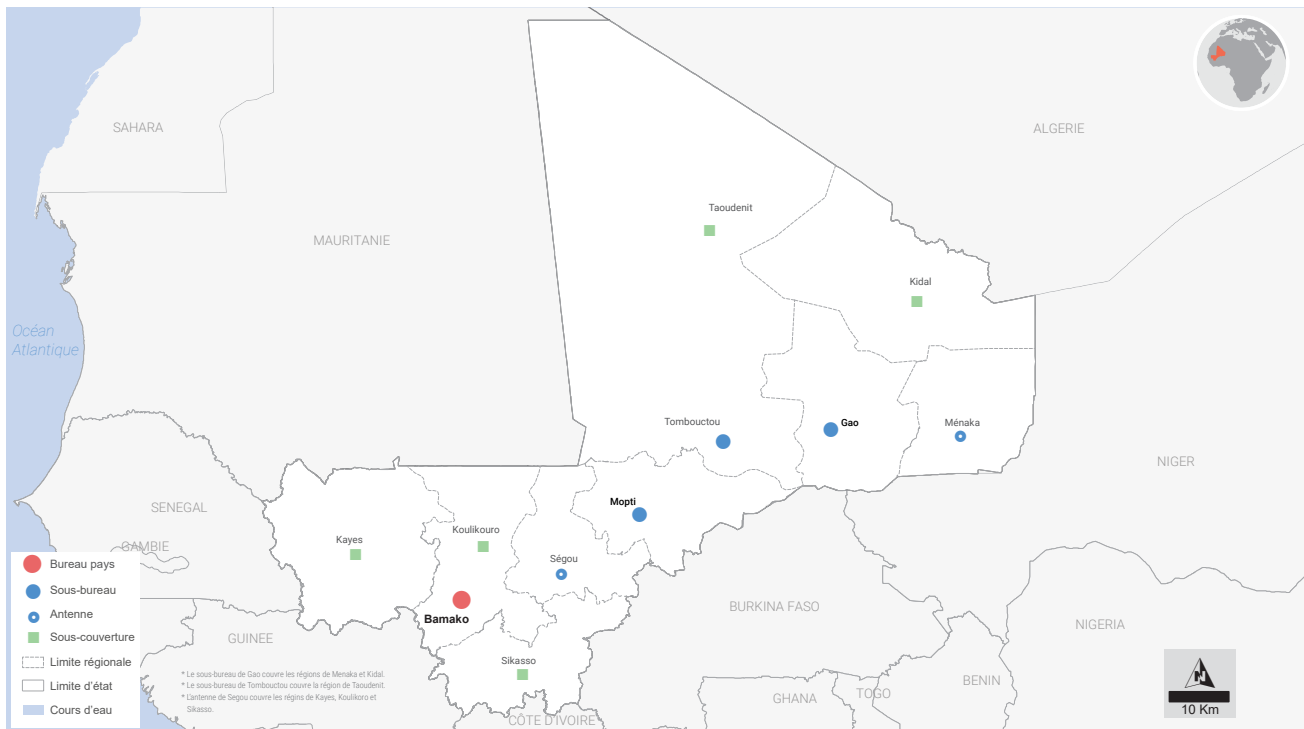 SAHARA
ALGERIE
MAURITANIE
Taoudenit
Kidal
Océan
Atlantique
Tombouctou
Gao
Ménaka
NIGER
Mopti
SENEGAL
Koulikouro
Kayes
Ségou
GAMBIE
Bureau pays
Sous-bureau
Antenne
Sous-couverture
Limite régionale
Limite d'état
Cours d'eau
Bamako
BURKINA FASO
NIGERIA
GUINEE
Sikasso
* Le sous-bureau de Gao couvre les régions de Menaka et Kidal.
* Le sous-bureau de Tombouctou couvre la région de Taoudenit.
* L'antenne de Segou couvre les régins de Kayes, Koulikoro et
Sikasso.
CÔTE D'IVOIRE
GHANA
TOGO
BENIN
N
10 Km